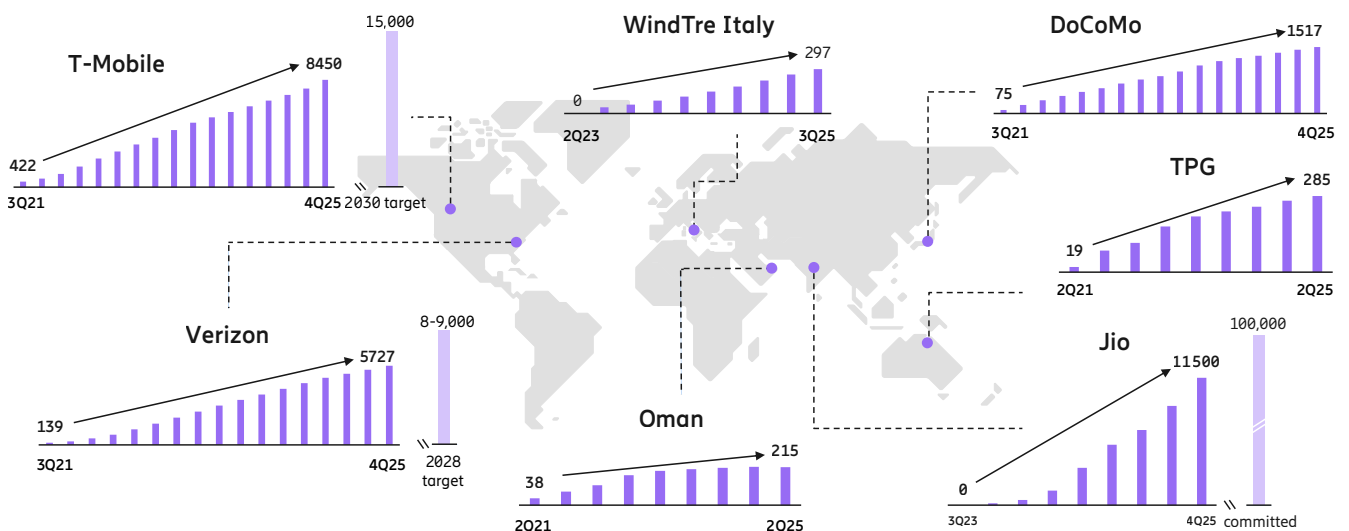 T-Mobile
15,000
8450
422
3Q21
4Q25
2030 target
WindTre Italy
297
0
2Q23
3Q25
DoCoMo
1517
75
3Q21
4Q25
TPG
285
19
2Q21
2Q25
Verizon
8-9,000
5727
139
3Q21
4Q25
2028
target
Oman
215
38
2Q21
2Q25
Jio
100,000
11500
0
3Q23
4Q25
committed